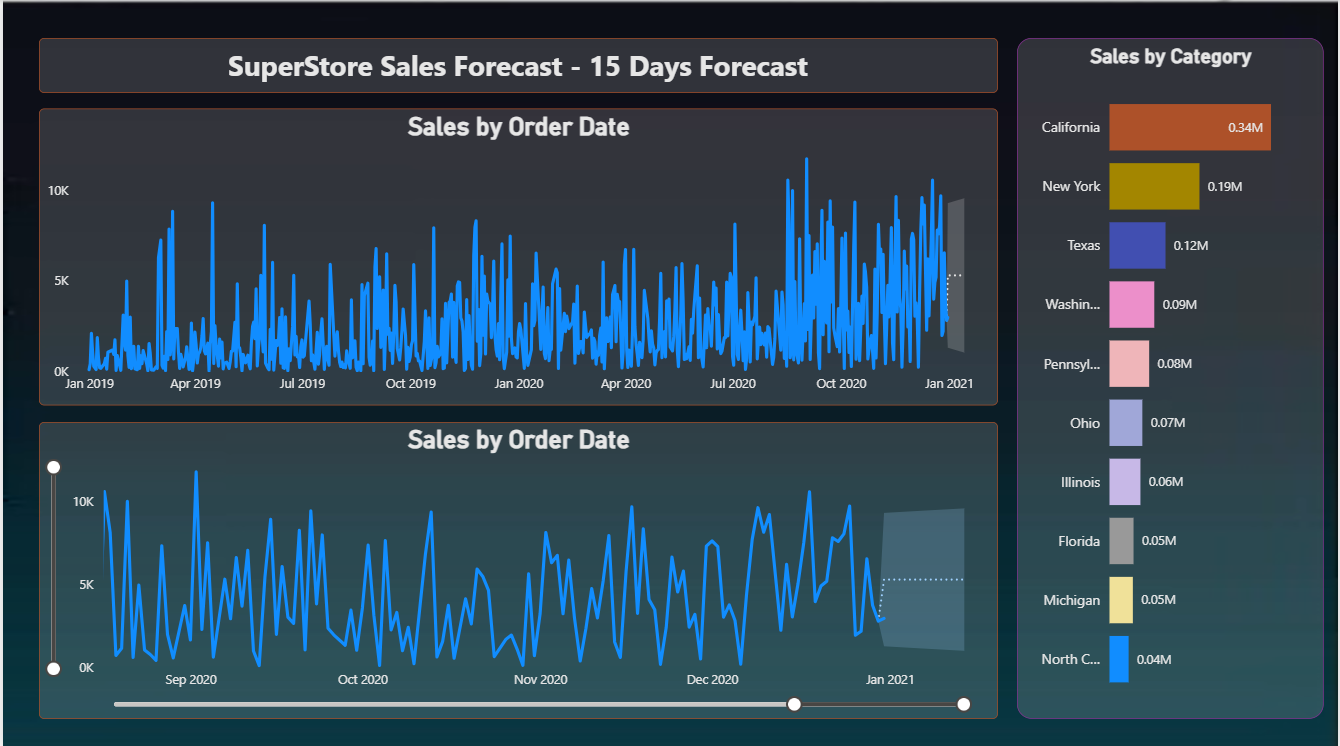 SuperStore Sales Forecast - 15 Days Forecast
Sales by Order Date
10K
5K
0K
Jan 2019 Apr 2019 Jul 2019 Oct 2019 Jan 2020 Apr 2020 Jul 2020 Oct 2020 Jan 2021
Sales by Order Date
10K
5K
0K
Sep 2020 Oct 2020 Nov 2020 Dec 2020 Jan 2021
Sales by Category
California 0.34M
New York 0.19M
Texas 0.12M
Washin... 0.09M
Pennsyl... 0.08M
Ohio 0.07M
Illinois 0.06M
Florida 0.05M
Michigan 0.05M
North C... 0.04M